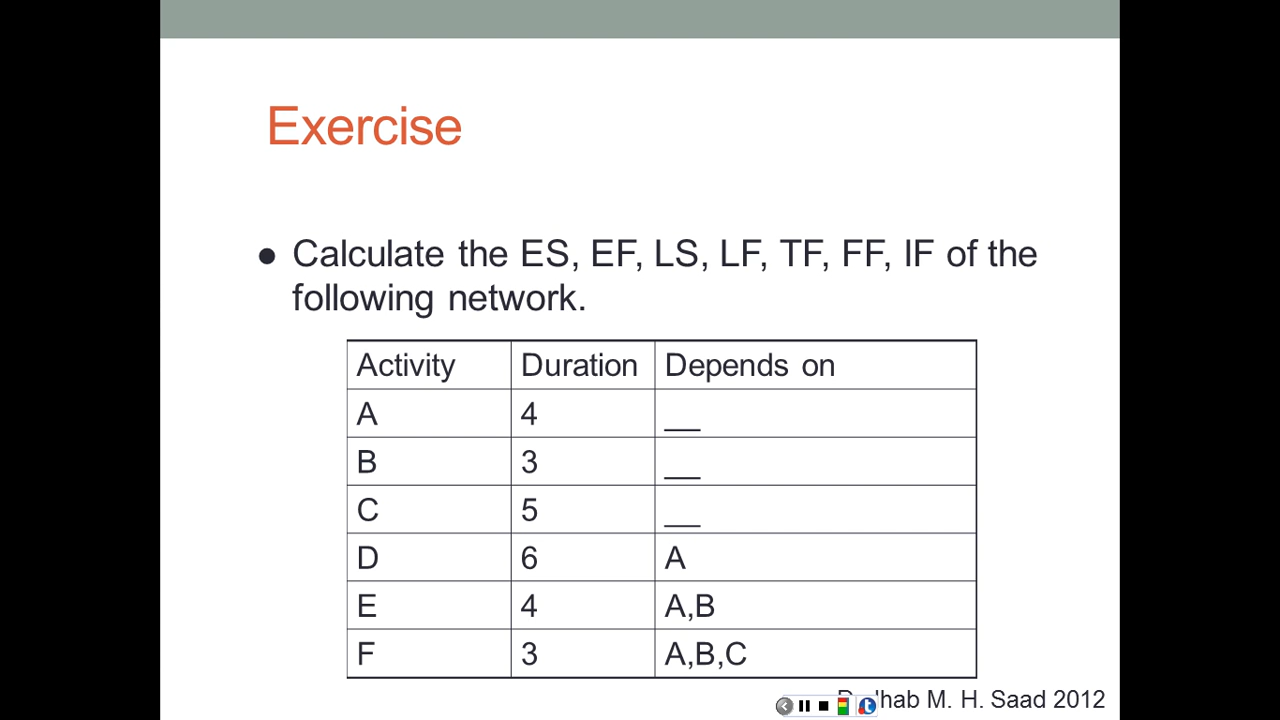 Exercise
● Calculate the ES, EF, LS, LF, TF, FF, IF of the
following network.
Activity Duration Depends on
A 4 __
B 3 __
C 5 __
D 6 A
E 4 A,B
F 3 A,B,C
M. H. Saad 2012